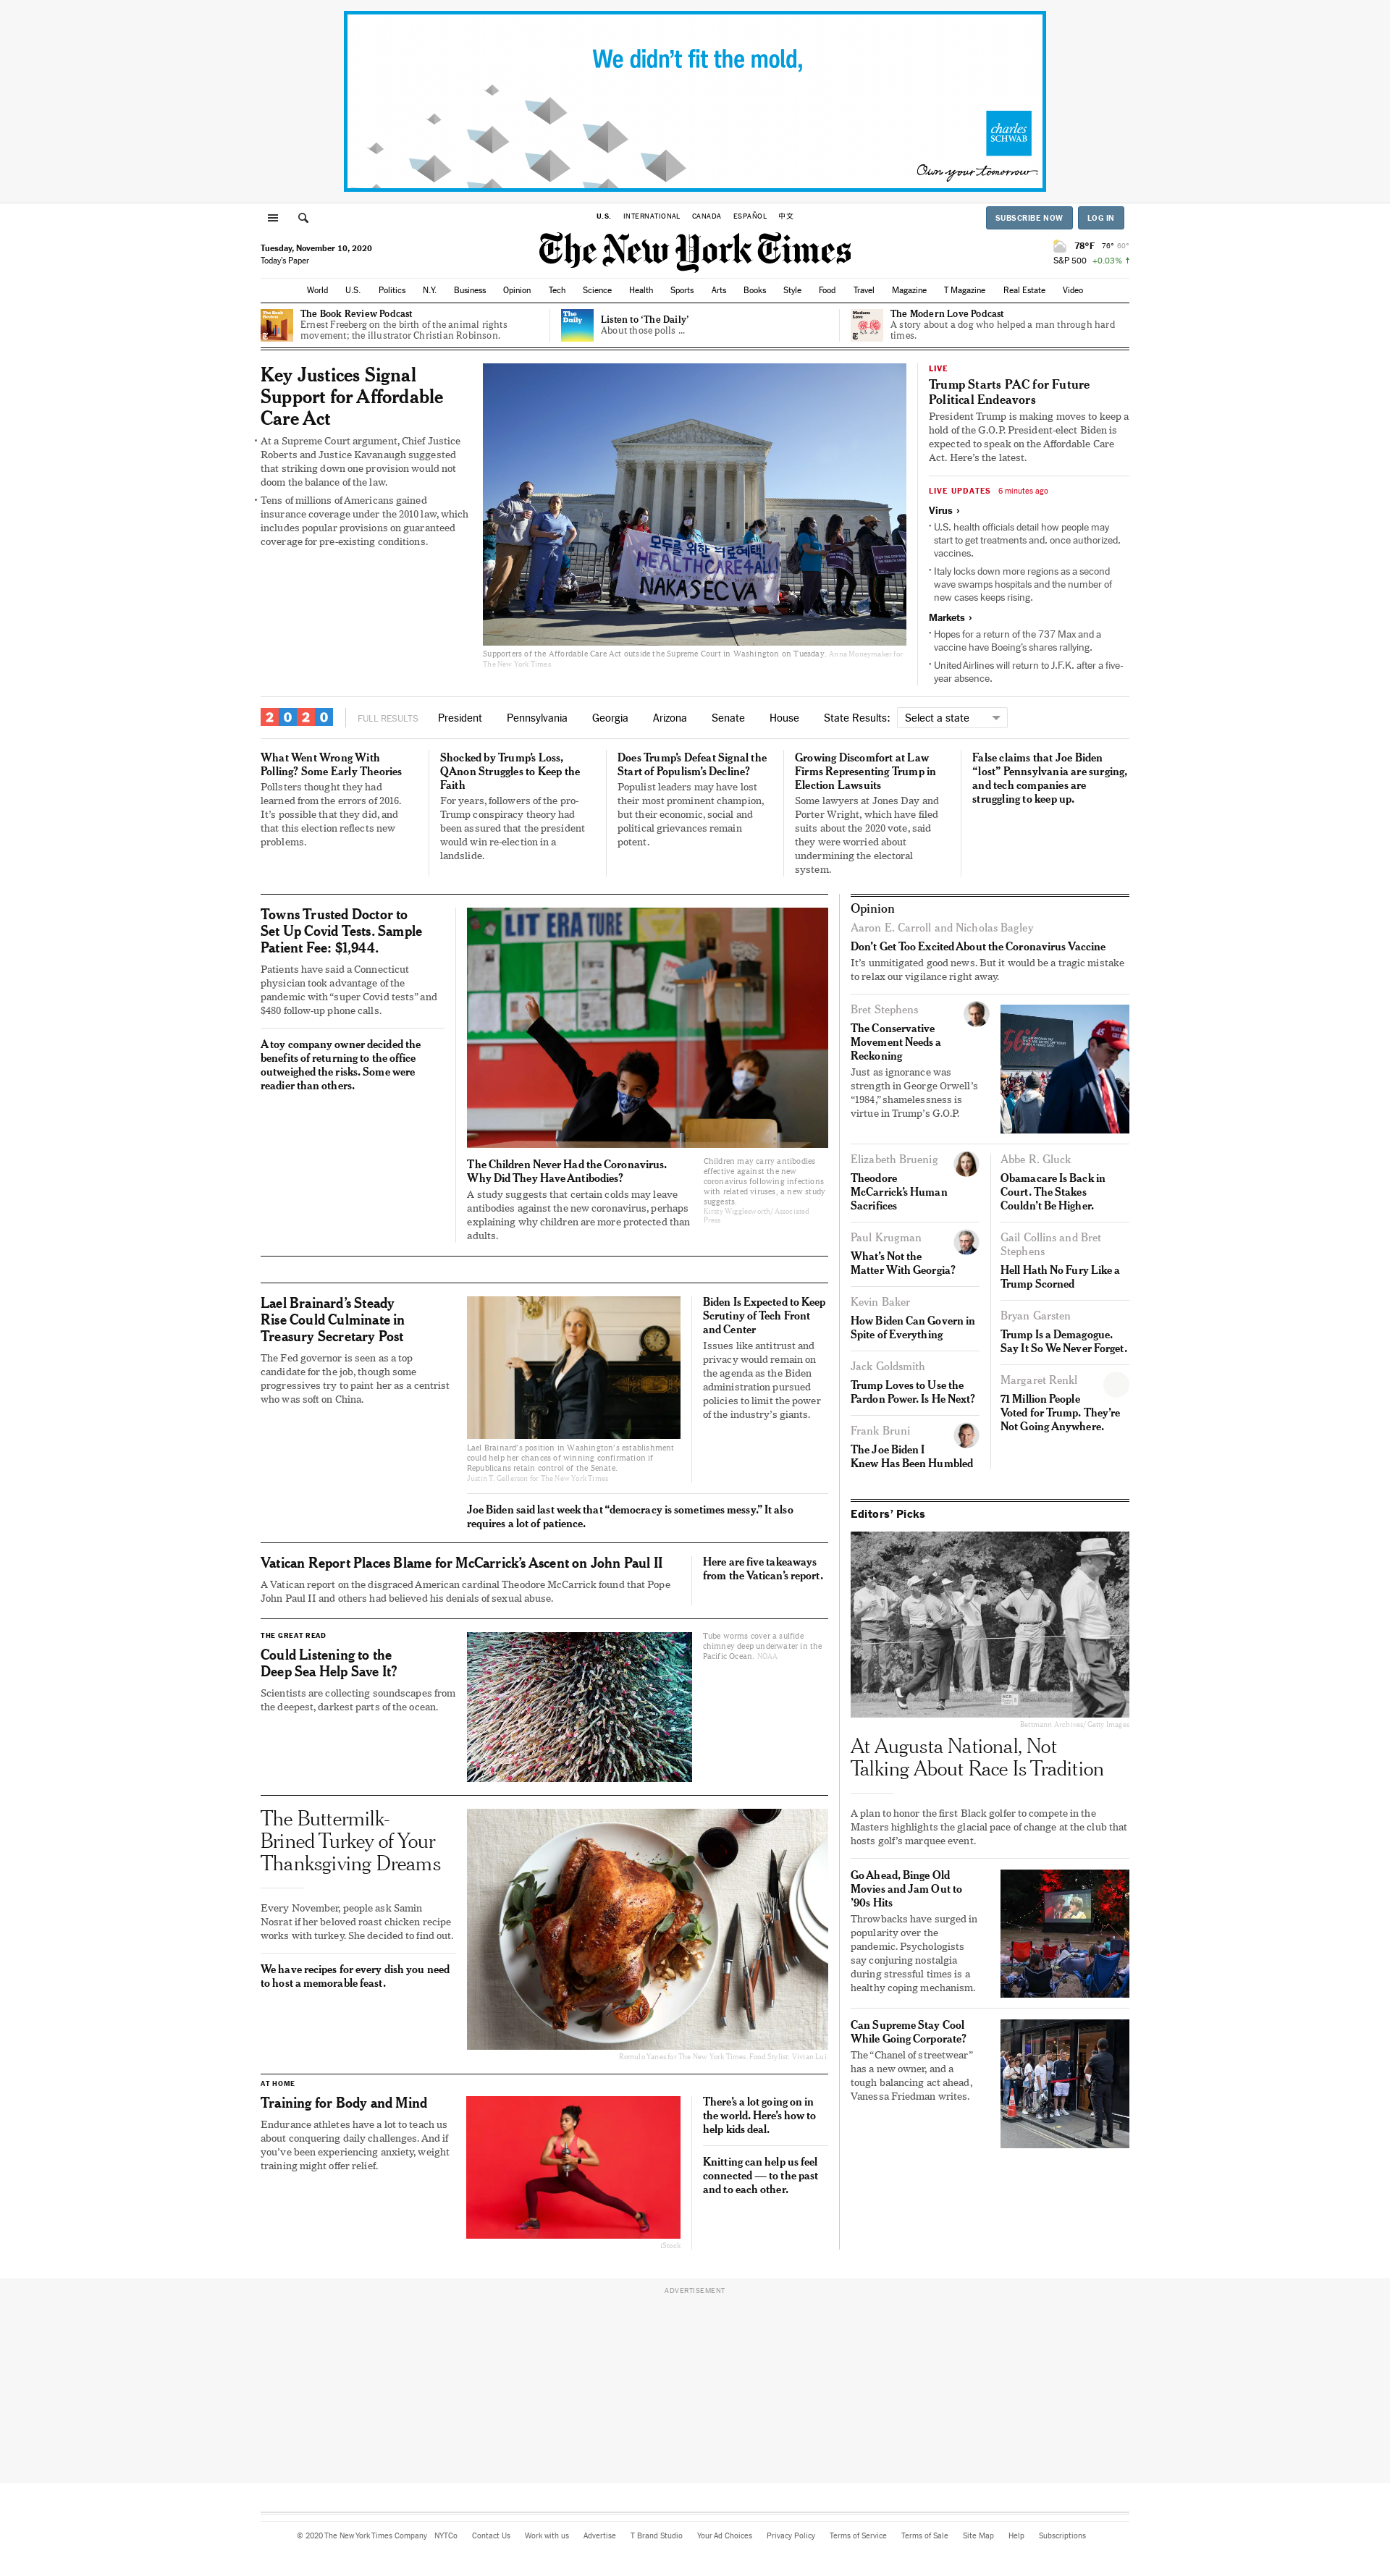 We didn't fit the mold,
charles
SCHWAB
Own your tomorrow.
U.S.
INTERNATIONAL
CANADA
ESPAÑOL
中文
SUBSCRIBE NOW
LOG IN
Tuesday, November 10, 2020
Today's Paper
The New York Times
78°F 76° 60°
S&P 500 +0.03% ↑
World
U.S.
Politics
N.Y.
Business
Opinion
Tech
Science
Health
Sports
Arts
Books
Style
Food
Travel
Magazine
T Magazine
Real Estate
Video
The Book Review Podcast
Ernest Freeberg on the birth of the animal rights
movement; the illustrator Christian Robinson.
The
Daily
Listen to 'The Daily'
About those polls ...
Modern
Love
The Modern Love Podcast
A story about a dog who helped a man through hard
times.
Key Justices Signal
Support for Affordable
Care Act
• At a Supreme Court argument, Chief Justice
Roberts and Justice Kavanaugh suggested
that striking down one provision would not
doom the balance of the law.
• Tens of millions of Americans gained
insurance coverage under the 2010 law, which
includes popular provisions on guaranteed
coverage for pre-existing conditions.
모두를 위한 의료혜택!
HEALTHCARE 4 ALL!
NAKASEC VA
Supporters of the Affordable Care Act outside the Supreme Court in Washington on Tuesday. Anna Moneymaker for
The New York Times
LIVE
Trump Starts PAC for Future
Political Endeavors
President Trump is making moves to keep a
hold of the G.O.P. President-elect Biden is
expected to speak on the Affordable Care
Act. Here's the latest.
LIVE UPDATES 6 minutes ago
Virus ›
• U.S. health officials detail how people may
start to get treatments and, once authorized,
vaccines.
• Italy locks down more regions as a second
wave swamps hospitals and the number of
new cases keeps rising.
Markets ›
• Hopes for a return of the 737 Max and a
vaccine have Boeing's shares rallying.
• United Airlines will return to J.F.K. after a five-
year absence.
2020
FULL RESULTS
President
Pennsylvania
Georgia
Arizona
Senate
House
State Results:
Select a state
What Went Wrong With
Polling? Some Early Theories
Pollsters thought they had
learned from the errors of 2016.
It's possible that they did, and
that this election reflects new
problems.
Shocked by Trump's Loss,
QAnon Struggles to Keep the
Faith
For years, followers of the pro-
Trump conspiracy theory had
been assured that the president
would win re-election in a
landslide.
Does Trump's Defeat Signal the
Start of Populism's Decline?
Populist leaders may have lost
their most prominent champion,
but their economic, social and
political grievances remain
potent.
Growing Discomfort at Law
Firms Representing Trump in
Election Lawsuits
Some lawyers at Jones Day and
Porter Wright, which have filed
suits about the 2020 vote, said
they were worried about
undermining the electoral
system.
False claims that Joe Biden
"lost" Pennsylvania are surging,
and tech companies are
struggling to keep up.
Towns Trusted Doctor to
Set Up Covid Tests. Sample
Patient Fee: $1,944.
Patients have said a Connecticut
physician took advantage of the
pandemic with "super Covid tests" and
$480 follow-up phone calls.
A toy company owner decided the
benefits of returning to the office
outweighed the risks. Some were
readier than others.
LITERATURE
The Children Never Had the Coronavirus.
Why Did They Have Antibodies?
A study suggests that certain colds may leave
antibodies against the new coronavirus, perhaps
explaining why children are more protected than
adults.
Children may carry antibodies
effective against the new
coronavirus following infections
with related viruses, a new study
suggests.
Kirsty Wigglesworth/Associated
Press
Lael Brainard's Steady
Rise Could Culminate in
Treasury Secretary Post
The Fed governor is seen as a top
candidate for the job, though some
progressives try to paint her as a centrist
who was soft on China.
Lael Brainard's position in Washington's establishment
could help her chances of winning confirmation if
Republicans retain control of the Senate.
Justin T. Gellerson for The New York Times
Biden Is Expected to Keep
Scrutiny of Tech Front
and Center
Issues like antitrust and
privacy would remain on
the agenda as the Biden
administration pursued
policies to limit the power
of the industry's giants.
Joe Biden said last week that "democracy is sometimes messy." It also
requires a lot of patience.
Vatican Report Places Blame for McCarrick's Ascent on John Paul II
A Vatican report on the disgraced American cardinal Theodore McCarrick found that Pope
John Paul II and others had believed his denials of sexual abuse.
Here are five takeaways
from the Vatican's report.
THE GREAT READ
Could Listening to the
Deep Sea Help Save It?
Scientists are collecting soundscapes from
the deepest, darkest parts of the ocean.
Tube worms cover a sulfide
chimney deep underwater in the
Pacific Ocean. NOAA
The Buttermilk-
Brined Turkey of Your
Thanksgiving Dreams
Every November, people ask Samin
Nosrat if her beloved roast chicken recipe
works with turkey. She decided to find out.
We have recipes for every dish you need
to host a memorable feast.
Romulo Yanes for The New York Times. Food Stylist: Vivian Lui.
AT HOME
Training for Body and Mind
Endurance athletes have a lot to teach us
about conquering daily challenges. And if
you've been experiencing anxiety, weight
training might offer relief.
iStock
There's a lot going on in
the world. Here's how to
help kids deal.
Knitting can help us feel
connected — to the past
and to each other.
Opinion
Aaron E. Carroll and Nicholas Bagley
Don't Get Too Excited About the Coronavirus Vaccine
It's unmitigated good news. But it would be a tragic mistake
to relax our vigilance right away.
Bret Stephens
The Conservative
Movement Needs a
Reckoning
Just as ignorance was
strength in George Orwell's
"1984," shamelessness is
virtue in Trump's G.O.P.
56%
45
Elizabeth Bruenig
Theodore
McCarrick's Human
Sacrifices
Abbe R. Gluck
Obamacare Is Back in
Court. The Stakes
Couldn't Be Higher.
Paul Krugman
What's Not the
Matter With Georgia?
Gail Collins and Bret
Stephens
Hell Hath No Fury Like a
Trump Scorned
Kevin Baker
How Biden Can Govern in
Spite of Everything
Bryan Garsten
Trump Is a Demagogue.
Say It So We Never Forget.
Jack Goldsmith
Trump Loves to Use the
Pardon Power. Is He Next?
Margaret Renkl
71 Million People
Voted for Trump. They're
Not Going Anywhere.
Frank Bruni
The Joe Biden I
Knew Has Been Humbled
Editors' Picks
Bettmann Archives/Getty Images
At Augusta National, Not
Talking About Race Is Tradition
A plan to honor the first Black golfer to compete in the
Masters highlights the glacial pace of change at the club that
hosts golf's marquee event.
Go Ahead, Binge Old
Movies and Jam Out to
'90s Hits
Throwbacks have surged in
popularity over the
pandemic. Psychologists
say conjuring nostalgia
during stressful times is a
healthy coping mechanism.
Can Supreme Stay Cool
While Going Corporate?
The "Chanel of streetwear"
has a new owner, and a
tough balancing act ahead,
Vanessa Friedman writes.
ADVERTISEMENT
© 2020 The New York Times Company
NYTCo
Contact Us
Work with us
Advertise
T Brand Studio
Your Ad Choices
Privacy Policy
Terms of Service
Terms of Sale
Site Map
Help
Subscriptions